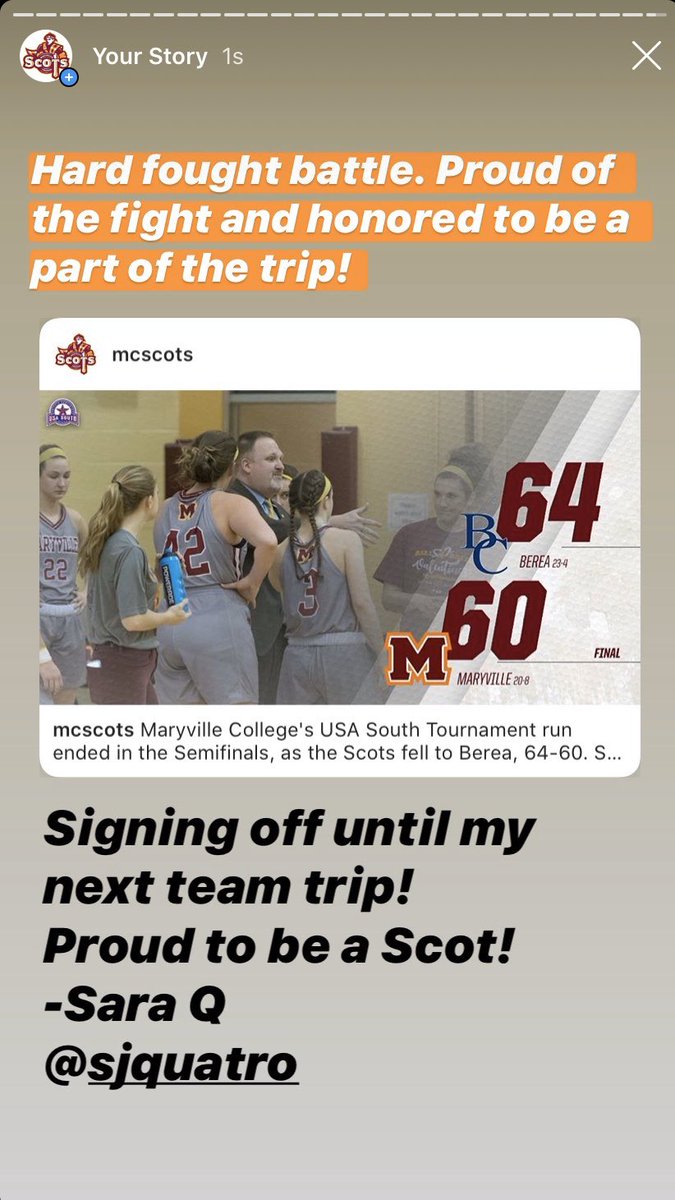 SCOTS
Your Story 1s
Hard fought battle. Proud of
the fight and honored to be a
part of the trip!
SCOTS
mcscots
USA SOUTH
MARYVILLE
22
M
42
M
3
POWERADE
BC
64
BEREA 23-4
M
60
FINAL
MARYVILLE 20-8
mcscots Maryville College's USA South Tournament run
ended in the Semifinals, as the Scots fell to Berea, 64-60. S...
Signing off until my
next team trip!
Proud to be a Scot!
-Sara Q
@sjquatro